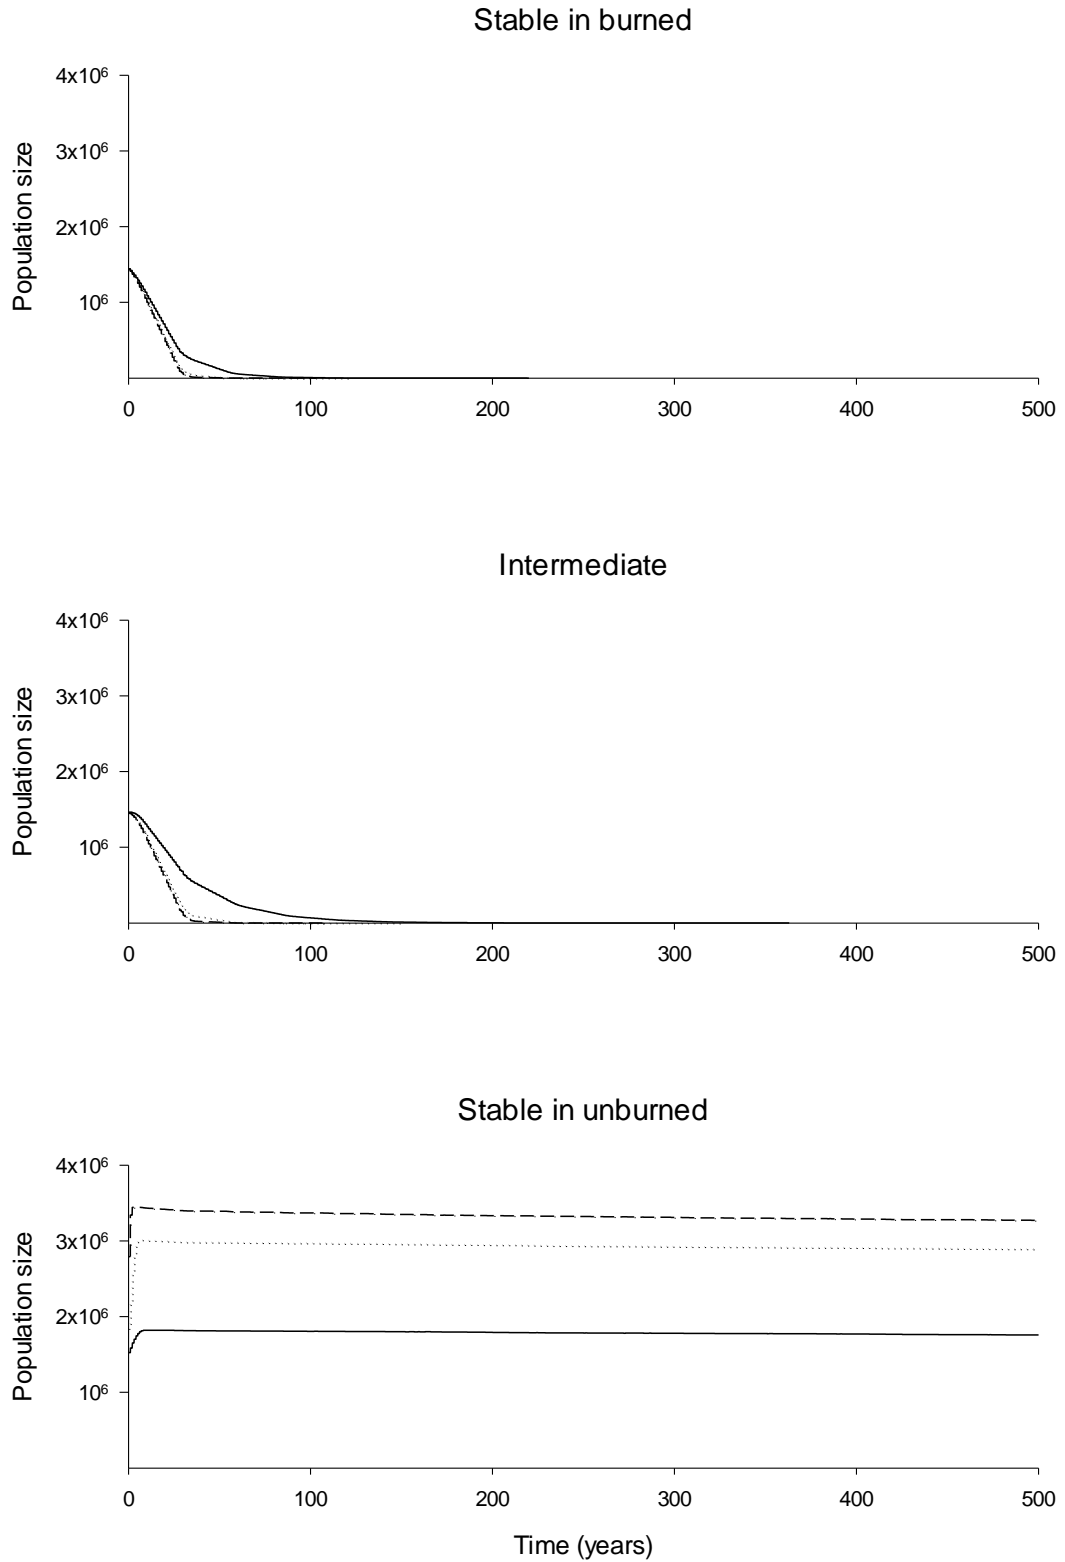 Stable in burned
4x10⁶
3x10⁶
2x10⁶
10⁶
Population size
0 100 200 300 400 500
Intermediate
4x10⁶
3x10⁶
2x10⁶
10⁶
Population size
0 100 200 300 400 500
Stable in unburned
4x10⁶
3x10⁶
2x10⁶
10⁶
Population size
0 100 200 300 400 500
Time (years)